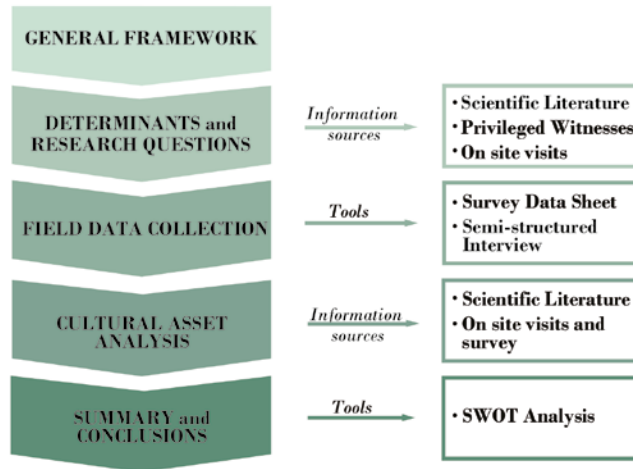 GENERAL FRAMEWORK
DETERMINANTS and
RESEARCH QUESTIONS
Information
sources
• Scientific Literature
• Privileged Witnesses
• On site visits
FIELD DATA COLLECTION
Tools
• Survey Data Sheet
• Semi-structured
Interview
CULTURAL ASSET
ANALYSIS
Information
sources
• Scientific Literature
• On site visits and
survey
SUMMARY and
CONCLUSIONS
Tools
• SWOT Analysis